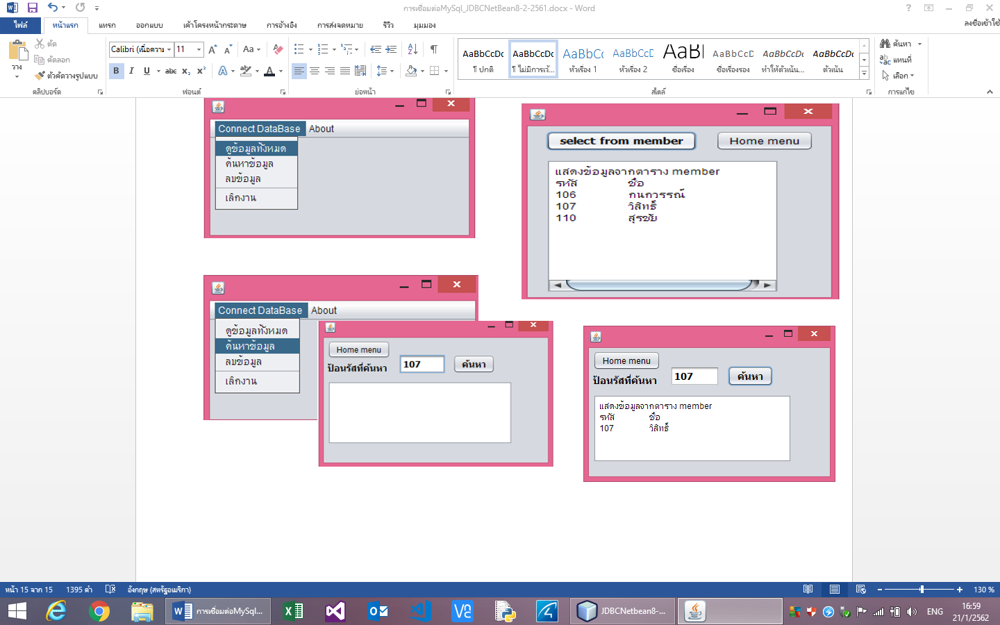 การเชื่อมต่อMySql_JDBCNetBean8-2-2561.docx - Word
ไฟล์ หน้าแรก แทรก ออกแบบ เค้าโครงหน้ากระดาษ การอ้างอิง การส่งจดหมาย รีวิว มุมมอง
วาง
ตัด
คัดลอก
ตัวคัดวางรูปแบบ
คลิปบอร์ด
Calibri (เนื้อความ 11
ฟอนต์
ย่อหน้า
AaBbCcDc AaBbCcDc AaBbCc AaBbCcD AaBl AaBbCcD AaBbCcDc AaBbCcDc
¶ ปกติ ¶ ไม่มีการเว้... หัวเรื่อง 1 หัวเรื่อง 2 ชื่อเรื่อง ชื่อเรื่องรอง ทำให้ตัวเน้น... ตัวเน้น
สไตล์
ค้นหา
แทนที่
เลือก
การแก้ไข
Connect DataBase About
ดูข้อมูลทั้งหมด
ค้นหาข้อมูล
ลบข้อมูล
เลิกงาน
select from member Home menu
แสดงข้อมูลจากตาราง member
รหัส ชื่อ
106 กนกวรรณ์
107 วิสิทธิ์
110 สุรชัย
Connect DataBase About
ดูข้อมูลทั้งหมด
ค้นหาข้อมูล
ลบข้อมูล
เลิกงาน
Home menu
ป้อนรัสที่ค้นหา 107 ค้นหา
Home menu
ป้อนรัสที่ค้นหา 107 ค้นหา
แสดงข้อมูลจากตาราง member
รหัส ชื่อ
107 วิสิทธิ์
หน้า 15 จาก 15 1395 คำ อังกฤษ (สหรัฐอเมริกา) 130 %
การเชื่อมต่อMySql... JDBCNetbean8-... ENG 16:59
21/1/2562